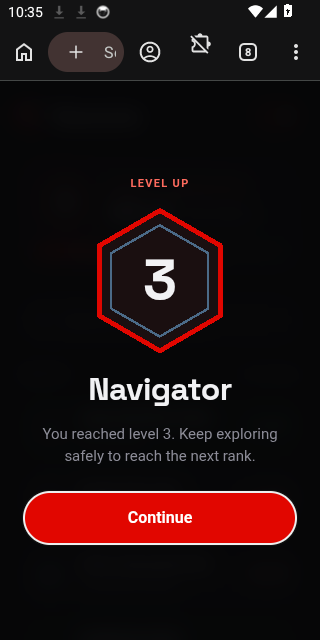 10:35
8
LEVEL UP
3
Navigator
You reached level 3. Keep exploring
safely to reach the next rank.
Continue